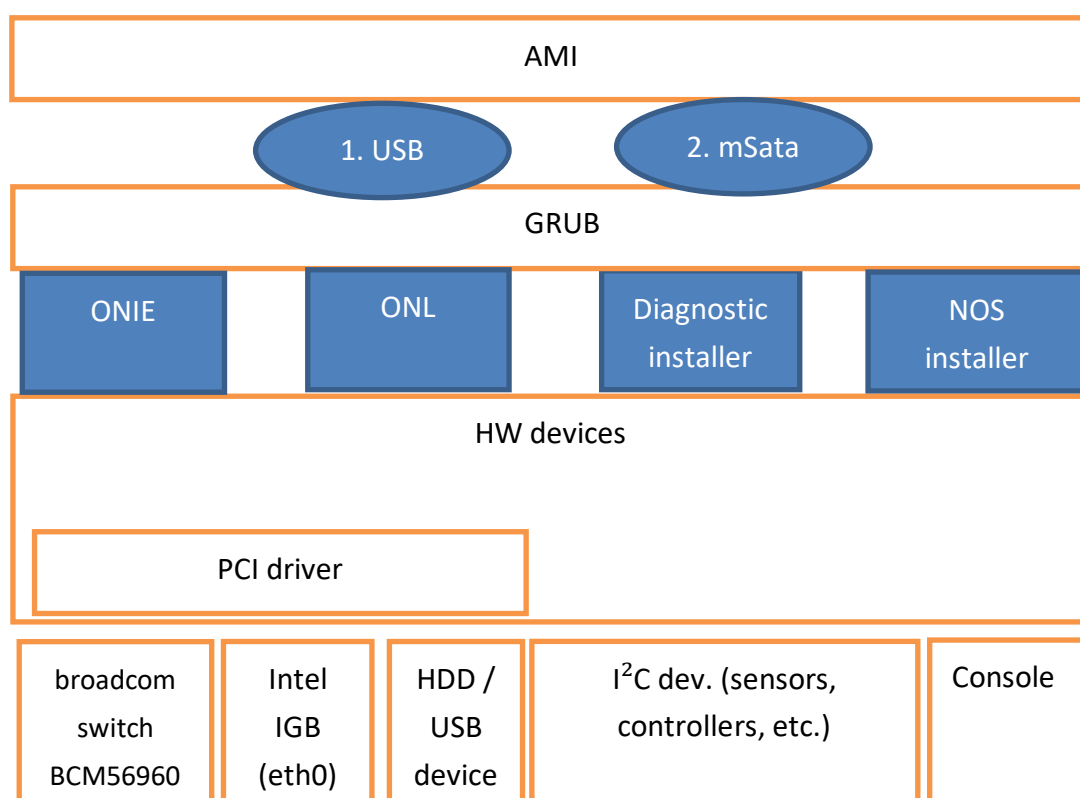 AMI
1. USB
2. mSata
GRUB
ONIE
ONL
Diagnostic
installer
NOS
installer
HW devices
PCI driver
broadcom
switch
BCM56960
Intel
IGB
(eth0)
HDD /
USB
device
I²C dev. (sensors,
controllers, etc.)
Console